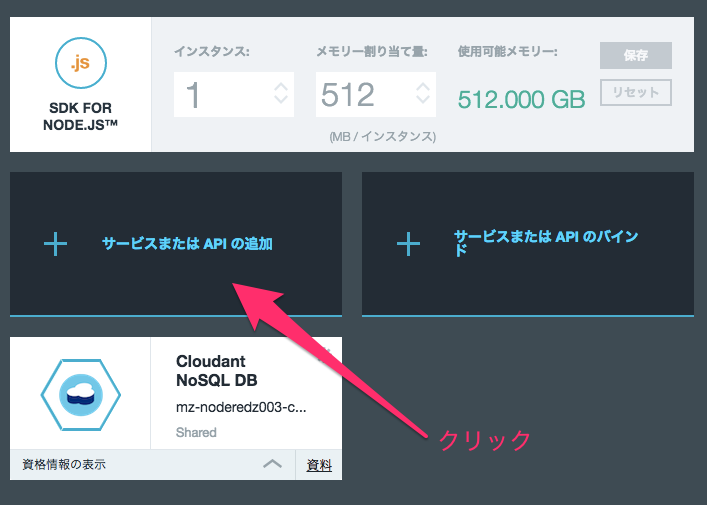 .js
SDK FOR
NODE.JS™
インスタンス:
1
メモリー割り当て量:
512
(MB / インスタンス)
使用可能メモリー:
512.000 GB
保存
リセット
サービスまたは API の追加
サービスまたは API のバイン
ド
Cloudant
NoSQL DB
mz-noderedz003-c...
Shared
資格情報の表示
資料
クリック